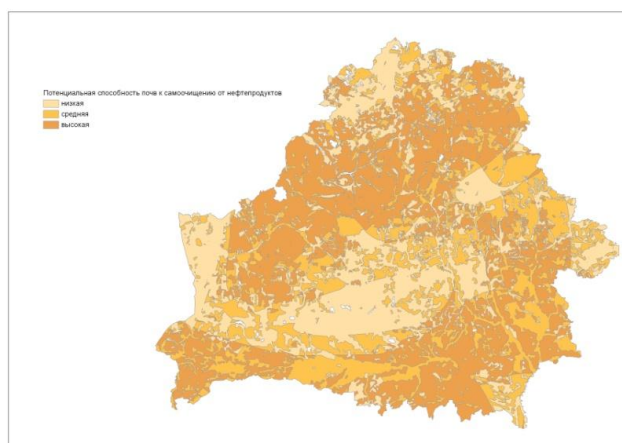 Потенциальная способность почв к самоочищению от нефтепродуктов
низкая
средняя
высокая